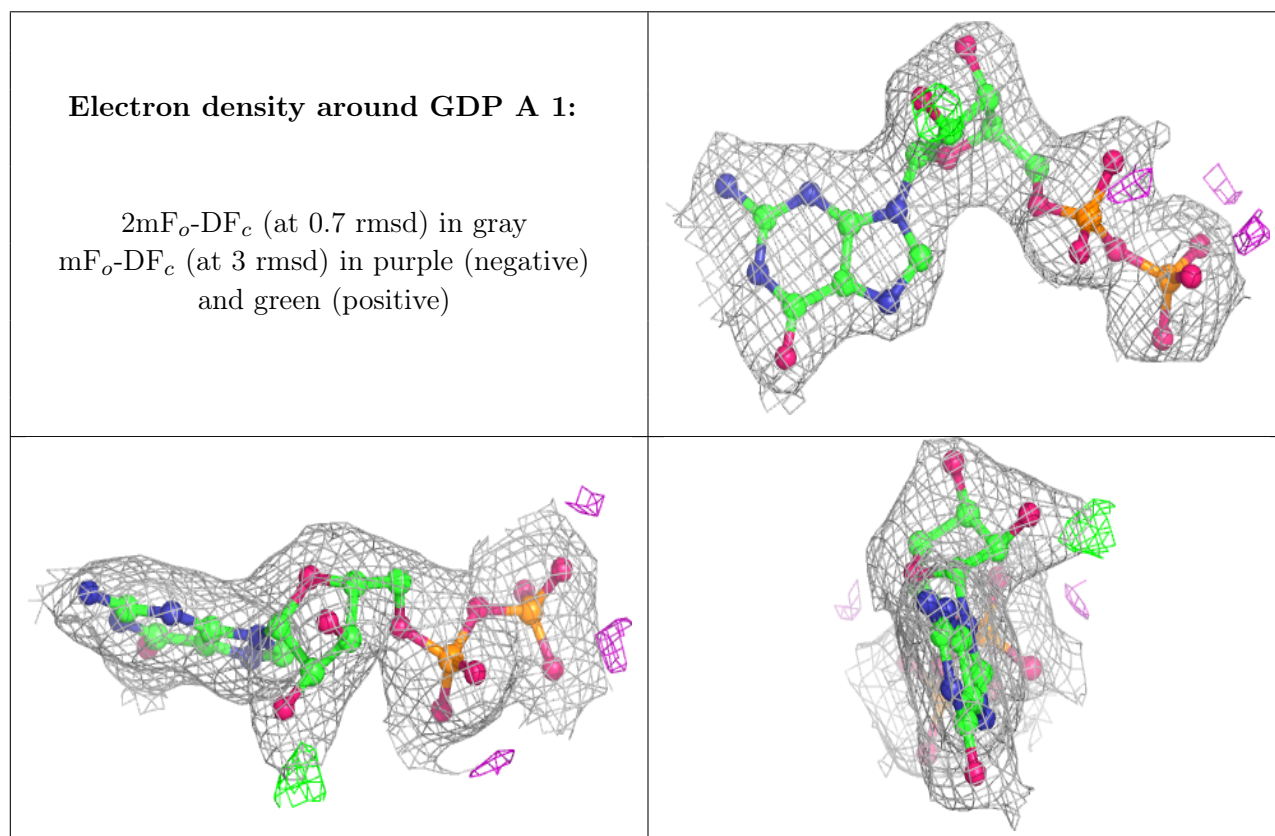 Electron density around GDP A 1:
2mFo-DFc (at 0.7 rmsd) in gray
mFo-DFc (at 3 rmsd) in purple (negative)
and green (positive)